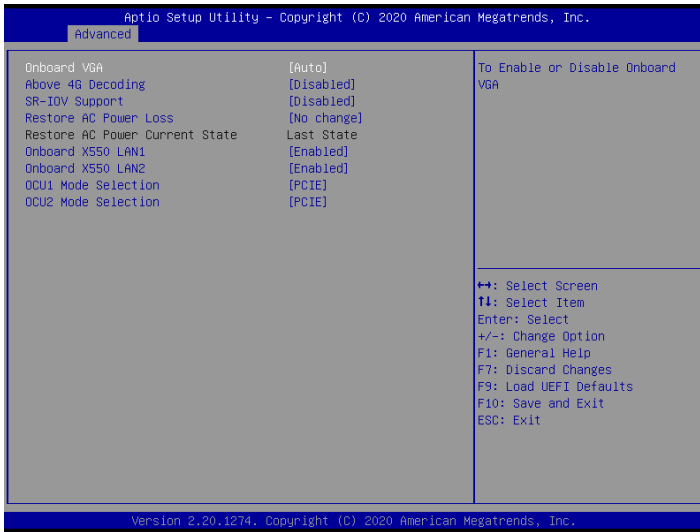 Aptio Setup Utility – Copyright (C) 2020 American Megatrends, Inc.
Advanced
Onboard VGA [Auto]
Above 4G Decoding [Disabled]
SR-IOV Support [Disabled]
Restore AC Power Loss [No change]
Restore AC Power Current State Last State
Onboard X550 LAN1 [Enabled]
Onboard X550 LAN2 [Enabled]
OCU1 Mode Selection [PCIE]
OCU2 Mode Selection [PCIE]
To Enable or Disable Onboard
VGA
↔: Select Screen
↑↓: Select Item
Enter: Select
+/-: Change Option
F1: General Help
F7: Discard Changes
F9: Load UEFI Defaults
F10: Save and Exit
ESC: Exit
Version 2.20.1274. Copyright (C) 2020 American Megatrends, Inc.